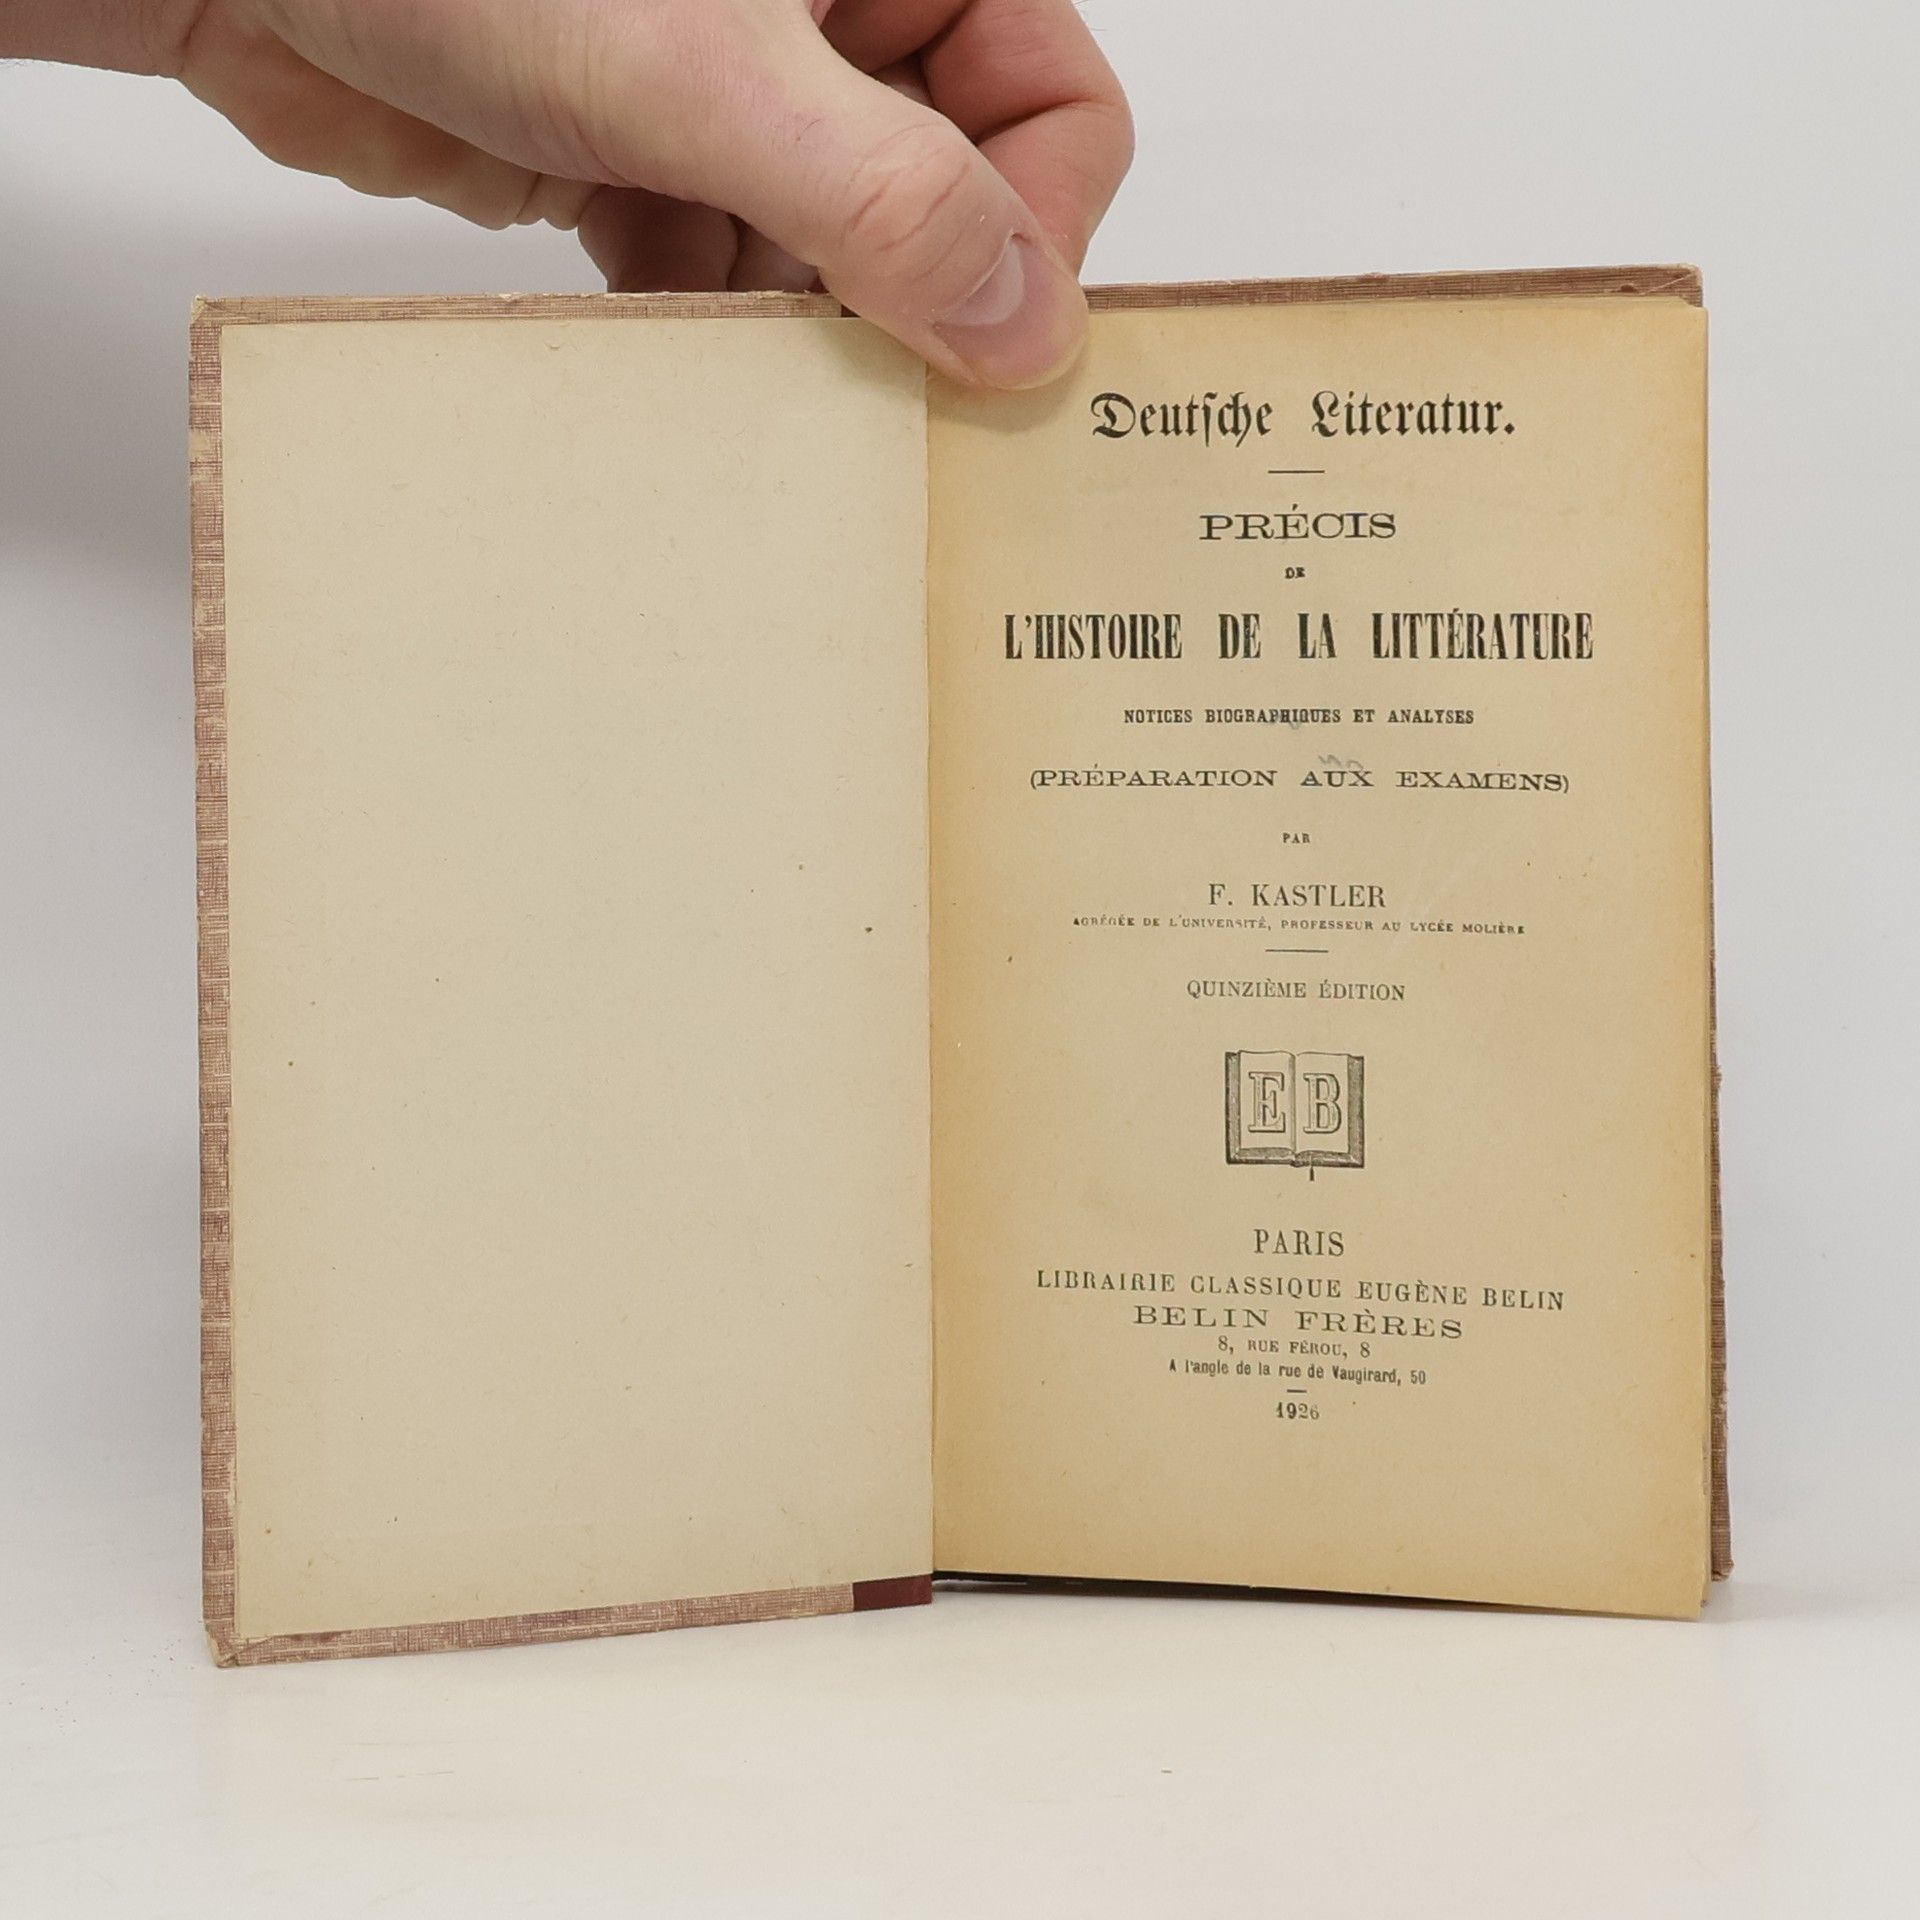 Deutſche Literatur.
PRÉCIS
DE
L'HISTOIRE DE LA LITTÉRATURE
NOTICES BIOGRAPHIQUES ET ANALYSES
(PRÉPARATION AUX EXAMENS)
PAR
F. KASTLER
AGRÉGÉE DE L'UNIVERSITÉ, PROFESSEUR AU LYCÉE MOLIÈRE
QUINZIÈME ÉDITION
E B
PARIS
LIBRAIRIE CLASSIQUE EUGÈNE BELIN
BELIN FRÈRES
8, RUE FÉROU, 8
A l'angle de la rue de Vaugirard, 50
1926